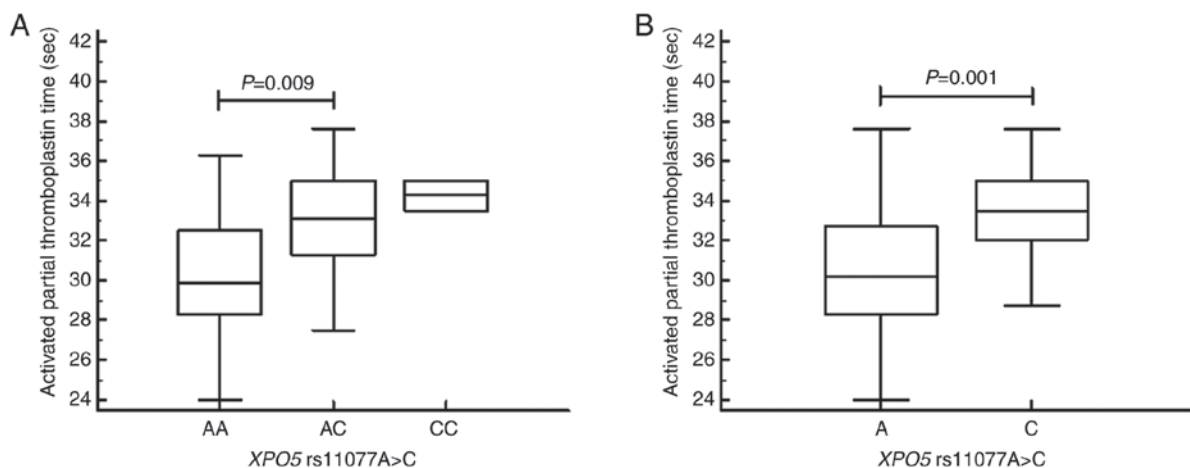 A
Activated partial thromboplastin time (sec)
42
40
38
36
34
32
30
28
26
24
P=0.009
AA
AC
CC
XPO5 rs11077A>C
B
Activated partial thromboplastin time (sec)
42
40
38
36
34
32
30
28
26
24
P=0.001
A
C
XPO5 rs11077A>C